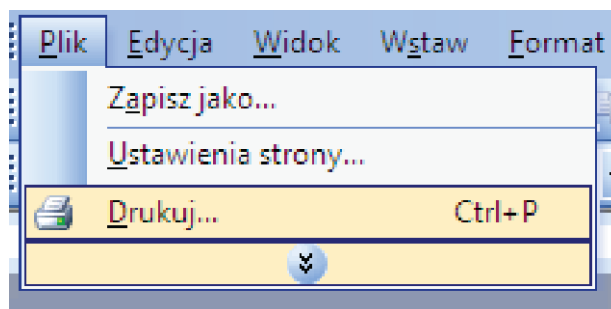 Plik Edycja Widok Wstaw Format
Zapisz jako...
Ustawienia strony...
Drukuj... Ctrl+P